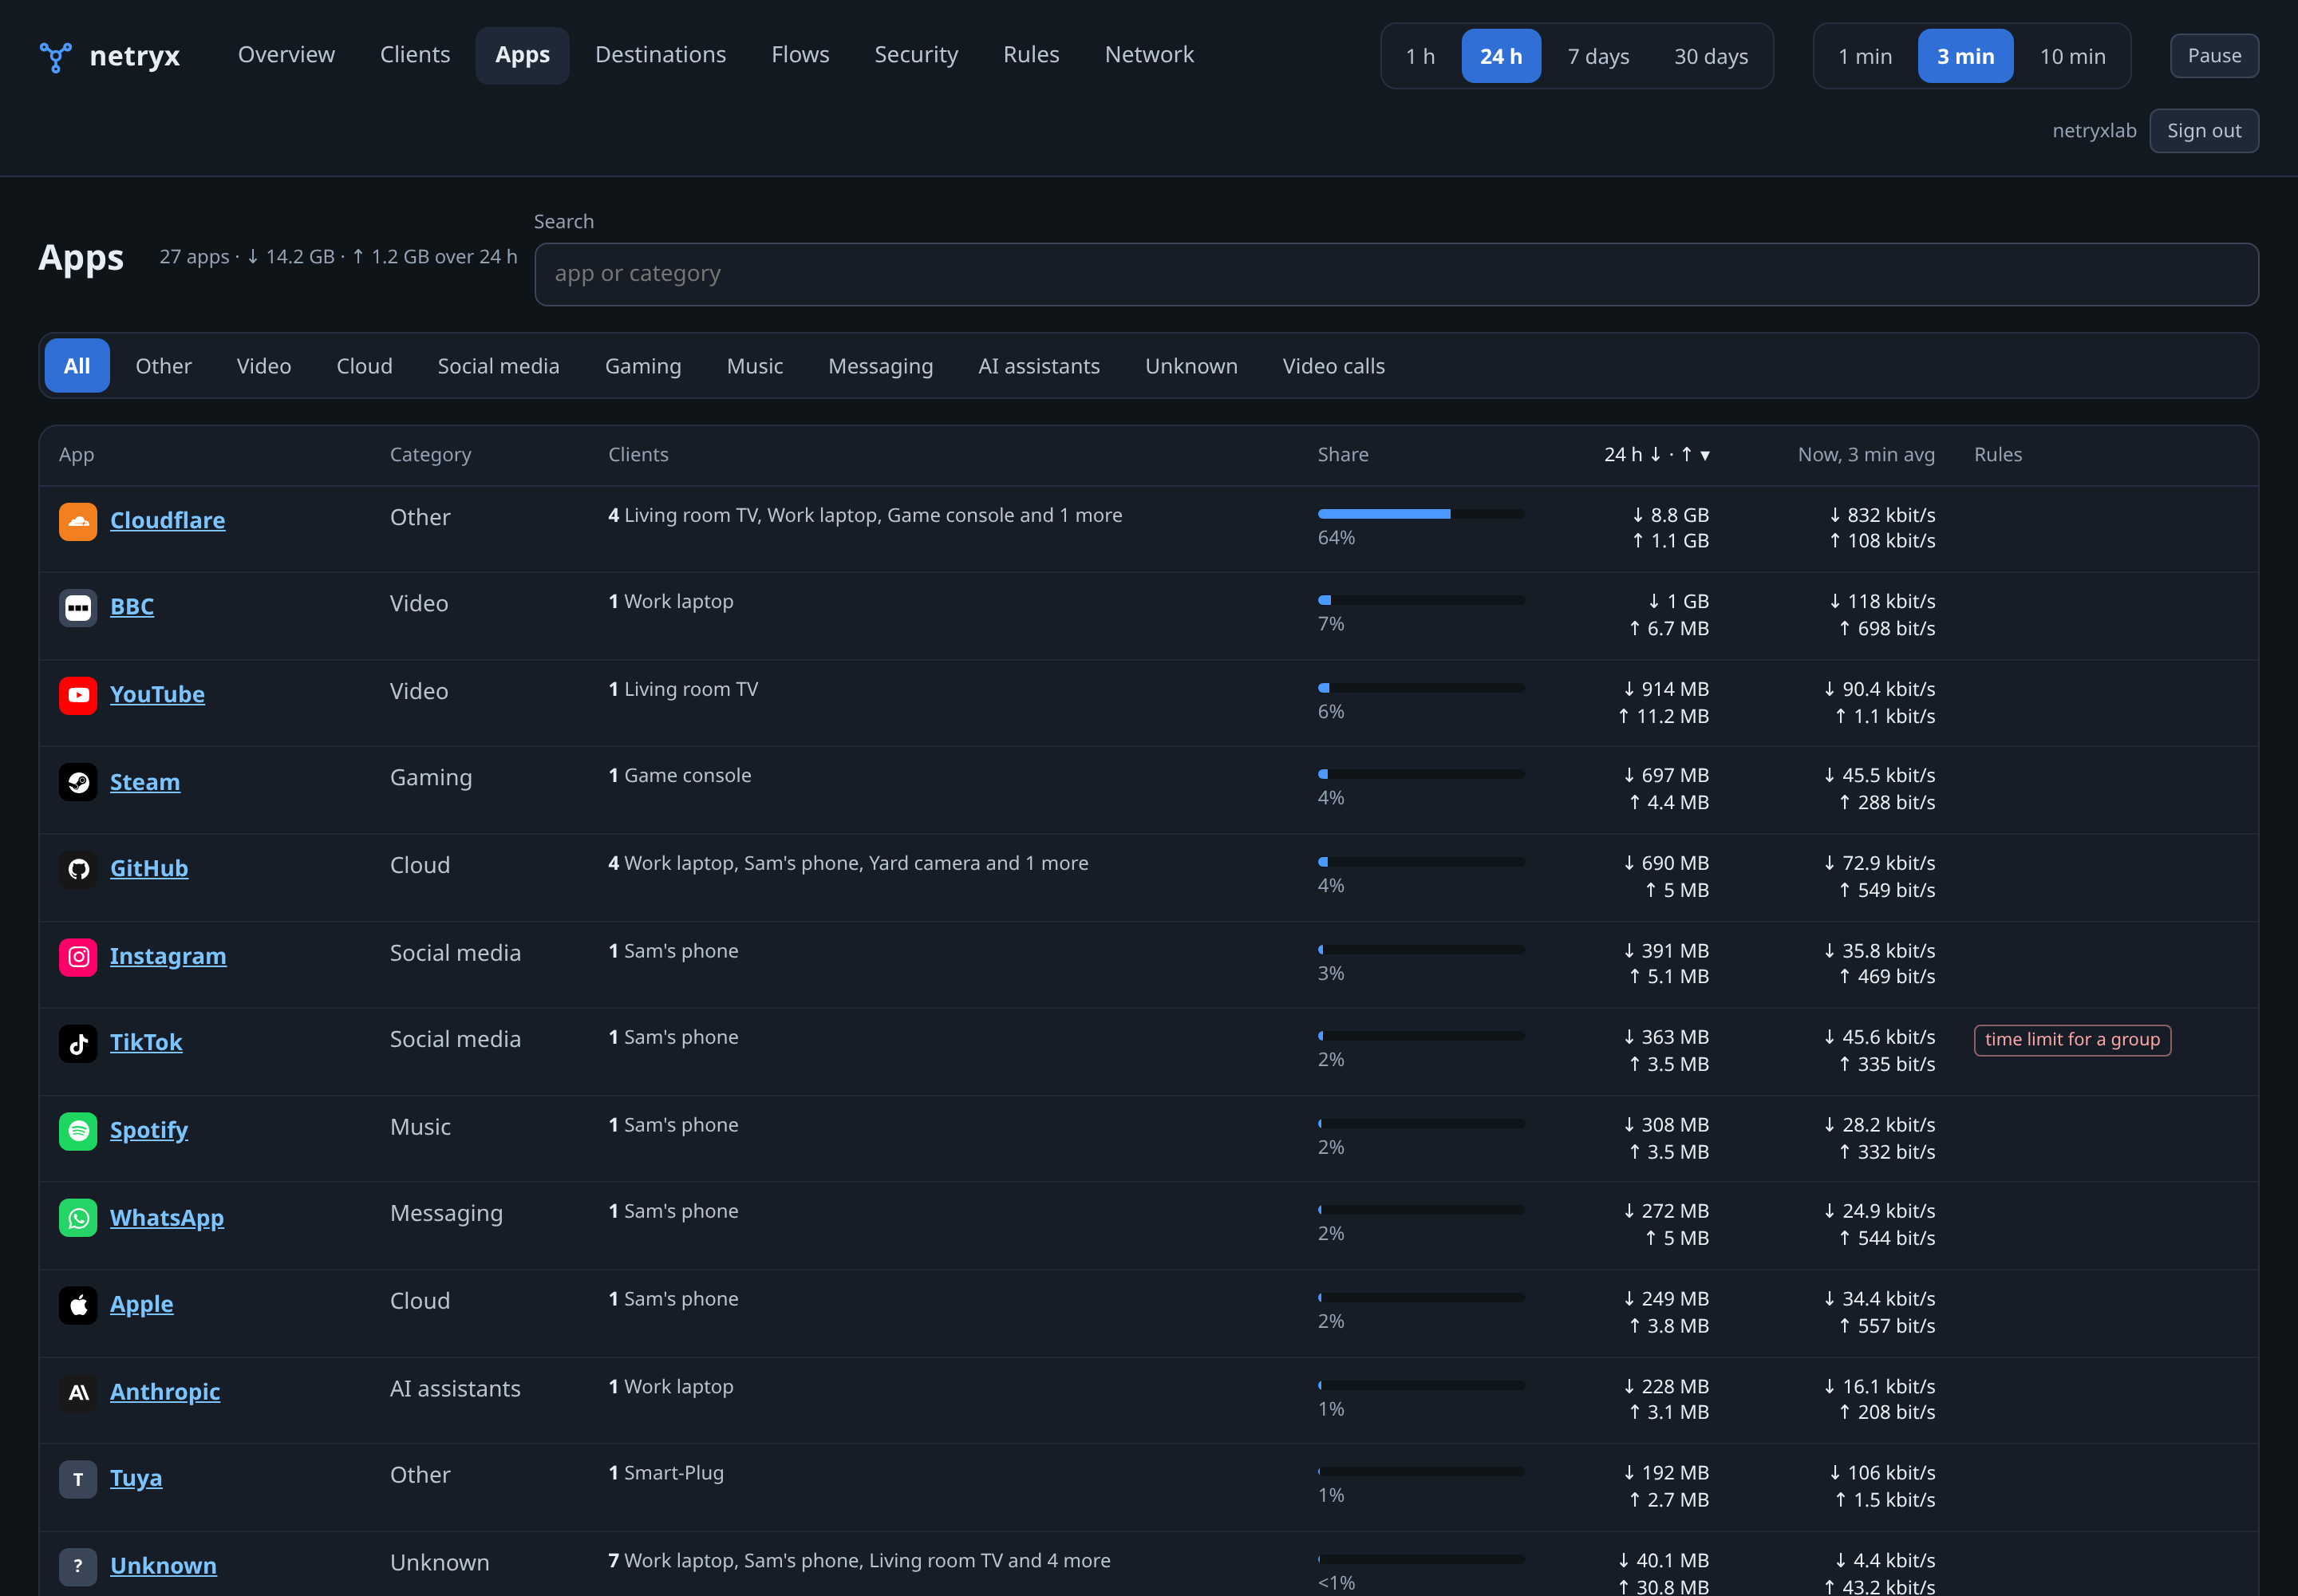 netryx Overview Clients Apps Destinations Flows Security Rules Network 1 h 24 h 7 days 30 days 1 min 3 min 10 min Pause
netryxlab Sign out
Search
Apps 27 apps · ↓ 14.2 GB · ↑ 1.2 GB over 24 h app or category
All Other Video Cloud Social media Gaming Music Messaging AI assistants Unknown Video calls
App Category Clients Share 24 h ↓ · ↑ ▾ Now, 3 min avg Rules
Cloudflare Other 4 Living room TV, Work laptop, Game console and 1 more ↓ 8.8 GB ↓ 832 kbit/s
64% ↑ 1.1 GB ↑ 108 kbit/s
BBC Video 1 Work laptop ↓ 1 GB ↓ 118 kbit/s
7% ↑ 6.7 MB ↑ 698 bit/s
YouTube Video 1 Living room TV ↓ 914 MB ↓ 90.4 kbit/s
6% ↑ 11.2 MB ↑ 1.1 kbit/s
Steam Gaming 1 Game console ↓ 697 MB ↓ 45.5 kbit/s
4% ↑ 4.4 MB ↑ 288 bit/s
GitHub Cloud 4 Work laptop, Sam's phone, Yard camera and 1 more ↓ 690 MB ↓ 72.9 kbit/s
4% ↑ 5 MB ↑ 549 bit/s
Instagram Social media 1 Sam's phone ↓ 391 MB ↓ 35.8 kbit/s
3% ↑ 5.1 MB ↑ 469 bit/s
TikTok Social media 1 Sam's phone ↓ 363 MB ↓ 45.6 kbit/s time limit for a group
2% ↑ 3.5 MB ↑ 335 bit/s
Spotify Music 1 Sam's phone ↓ 308 MB ↓ 28.2 kbit/s
2% ↑ 3.5 MB ↑ 332 bit/s
WhatsApp Messaging 1 Sam's phone ↓ 272 MB ↓ 24.9 kbit/s
2% ↑ 5 MB ↑ 544 bit/s
Apple Cloud 1 Sam's phone ↓ 249 MB ↓ 34.4 kbit/s
2% ↑ 3.8 MB ↑ 557 bit/s
A\ Anthropic AI assistants 1 Work laptop ↓ 228 MB ↓ 16.1 kbit/s
1% ↑ 3.1 MB ↑ 208 bit/s
T Tuya Other 1 Smart-Plug ↓ 192 MB ↓ 106 kbit/s
1% ↑ 2.7 MB ↑ 1.5 kbit/s
? Unknown Unknown 7 Work laptop, Sam's phone, Living room TV and 4 more ↓ 40.1 MB ↓ 4.4 kbit/s
<1% ↑ 30.8 MB ↑ 43.2 kbit/s